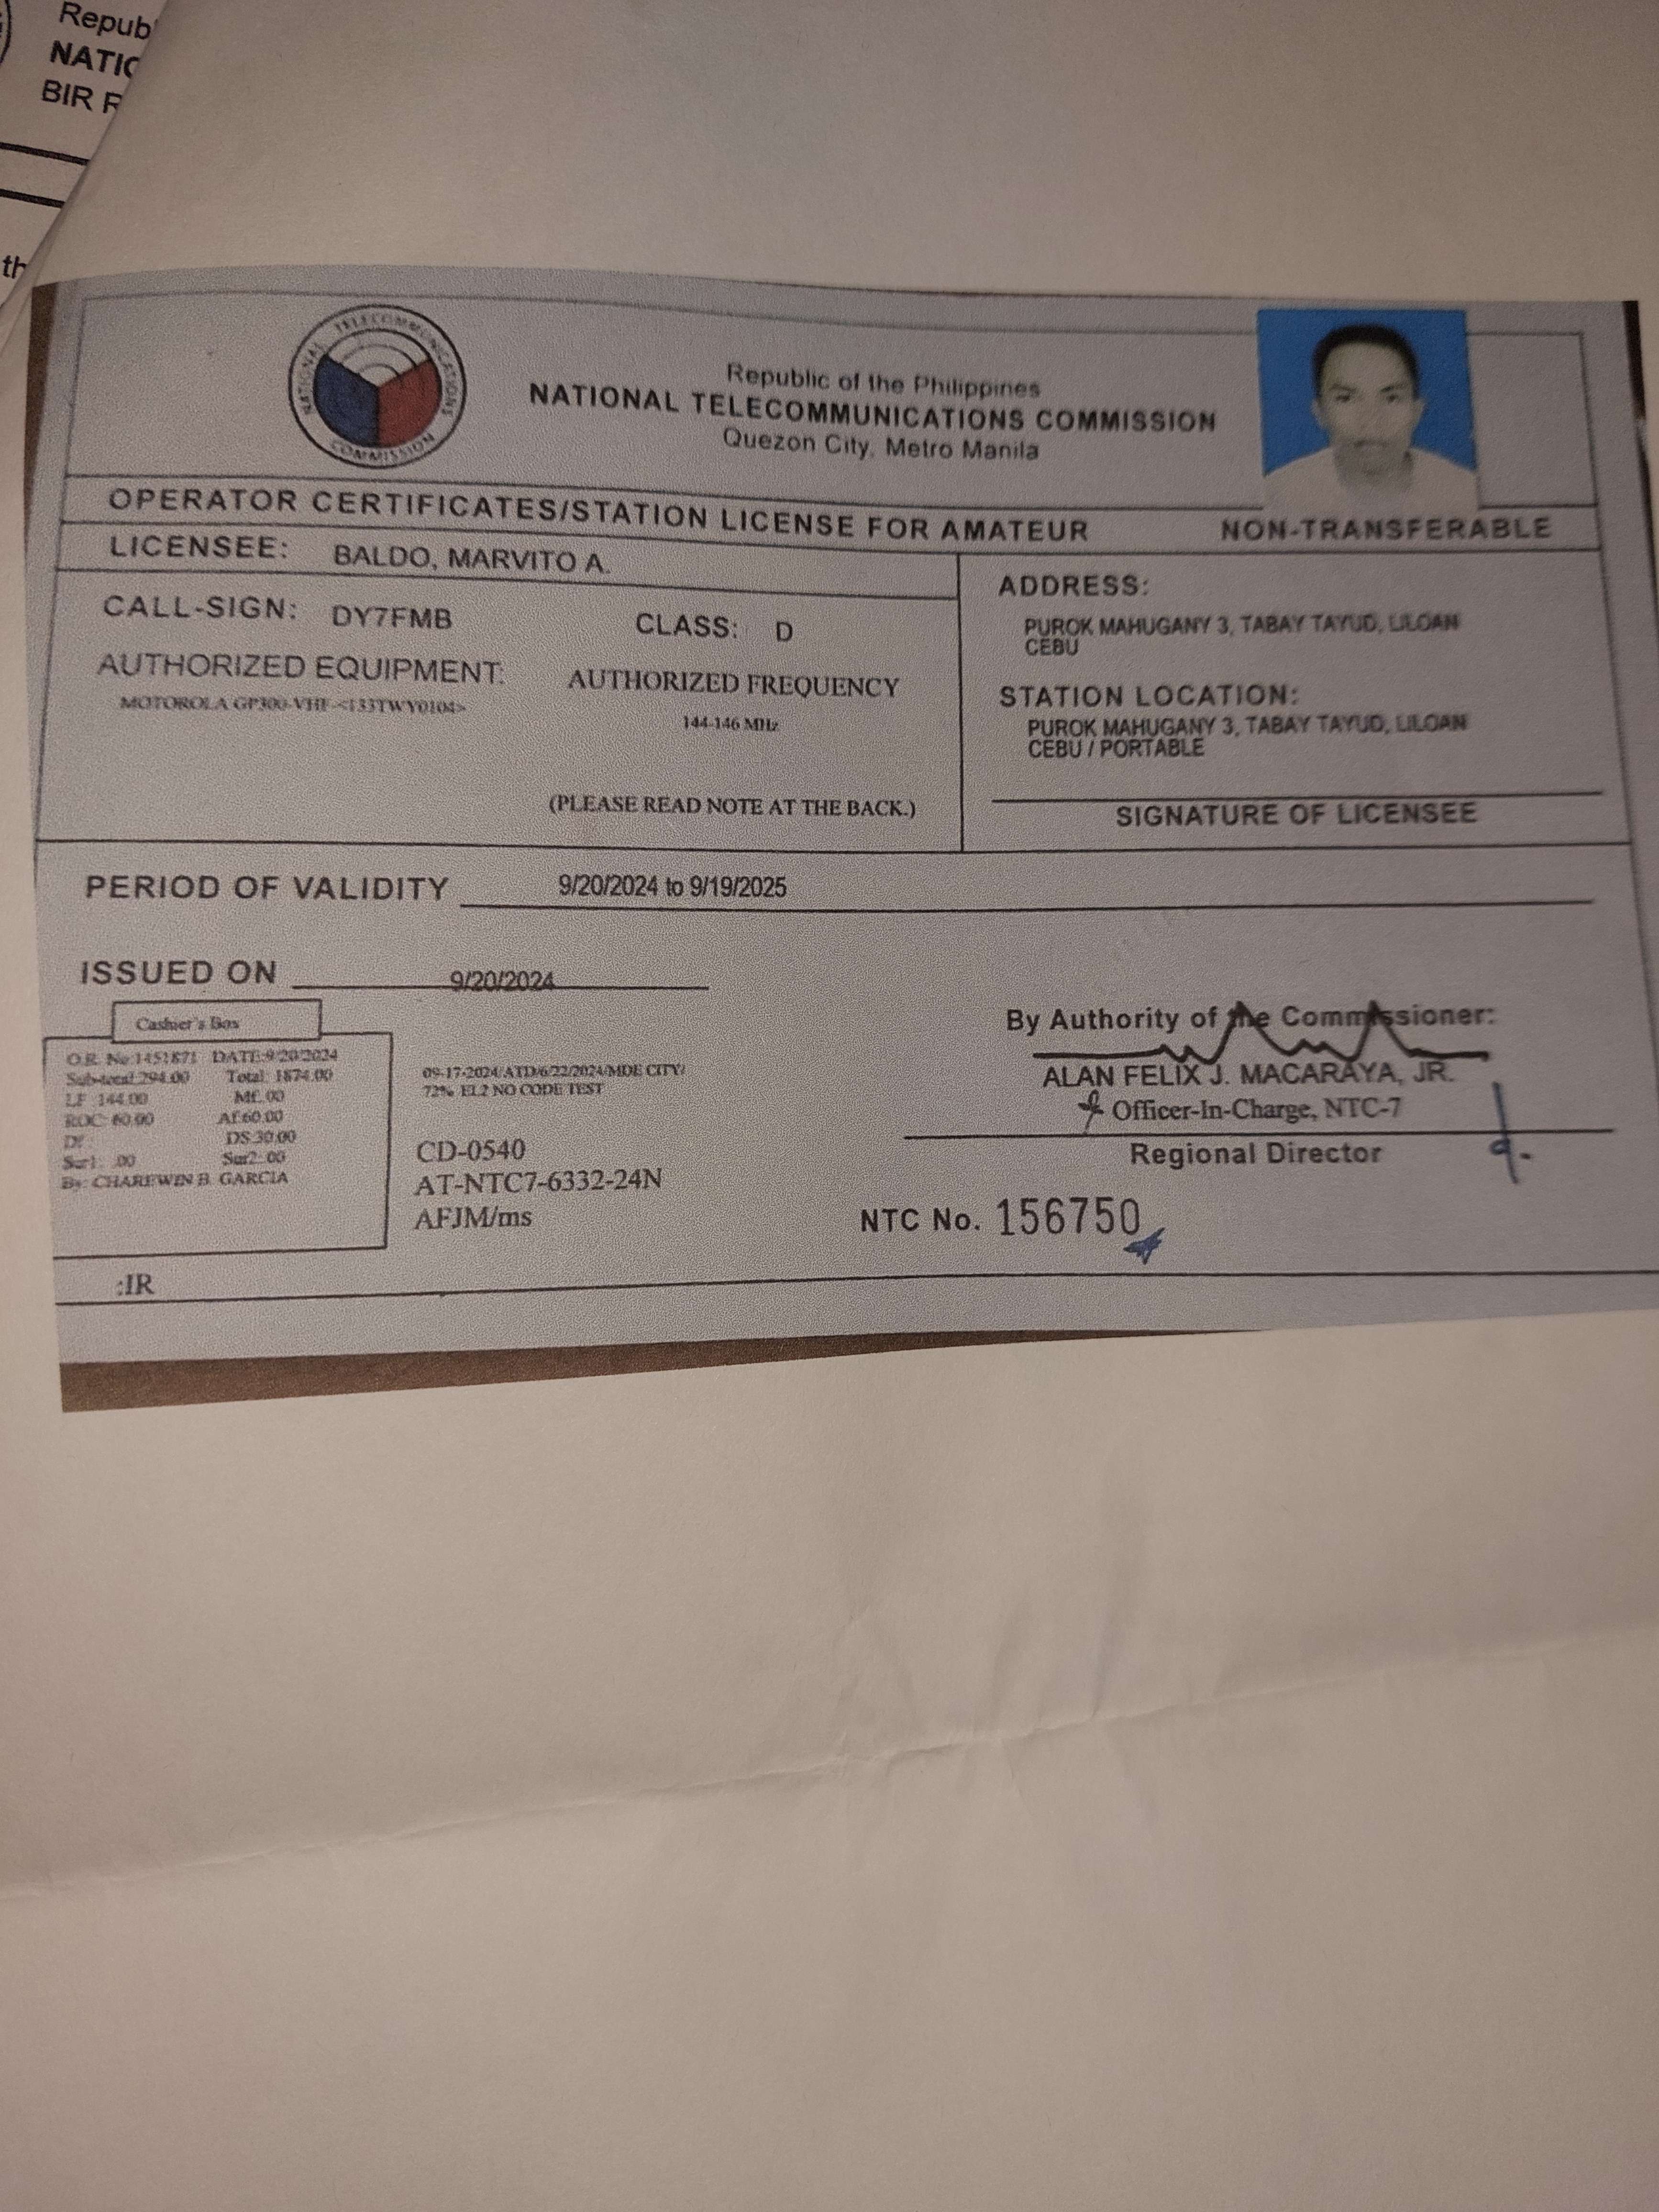 Repub
NATIO
BIR R
th
NATIONAL TELECOMMUNICATIONS COMMISSION
Republic of the Philippines
NATIONAL TELECOMMUNICATIONS COMMISSION
Quezon City, Metro Manila
OPERATOR CERTIFICATES/STATION LICENSE FOR AMATEUR NON-TRANSFERABLE
LICENSEE: BALDO, MARVITO A.
CALL-SIGN: DY7FMB CLASS: D
AUTHORIZED EQUIPMENT: AUTHORIZED FREQUENCY
MOTOROLA GP300-VHF-<133TWY0104> 144-146 MHz
(PLEASE READ NOTE AT THE BACK.)
ADDRESS:
PUROK MAHUGANY 3, TABAY TAYUD, LILOAN
CEBU
STATION LOCATION:
PUROK MAHUGANY 3, TABAY TAYUD, LILOAN
CEBU / PORTABLE
SIGNATURE OF LICENSEE
PERIOD OF VALIDITY 9/20/2024 to 9/19/2025
ISSUED ON 9/20/2024
Cashier's Box
O.R. No:1451871 DATE:9/20/2024
Sub-total:294.00 Total: 1874.00
LF: 144.00 Mf:.00
ROC: 60.00 Af:60.00
DS:30.00
Sur1: .00 Sur2:.00
By: CHAREWIN B. GARCIA
09-17-2024/ATD/6/22/2024/MDE CITY/
72% EL2 NO CODE TEST
CD-0540
AT-NTC7-6332-24N
AFJM/ms
By Authority of the Commissioner:
ALAN FELIX J. MACARAYA, JR.
Officer-In-Charge, NTC-7
Regional Director
NTC No. 156750
:IR